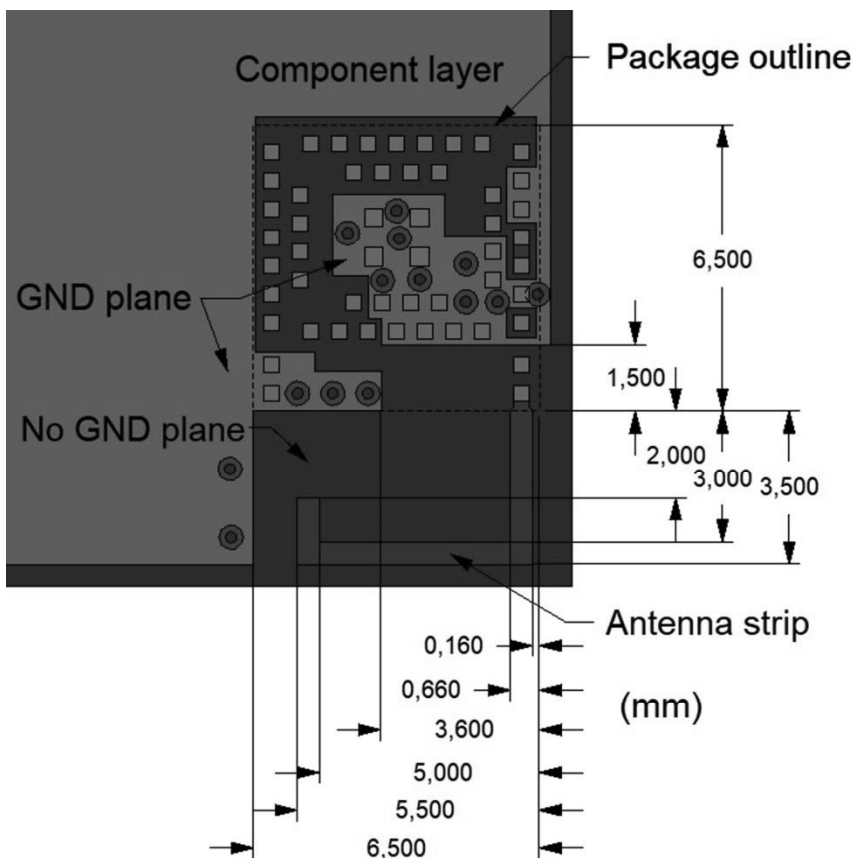 Component layer
Package outline
6,500
GND plane
1,500
No GND plane
2,000
3,000
3,500
Antenna strip
0,160
0,660
(mm)
3,600
5,000
5,500
6,500